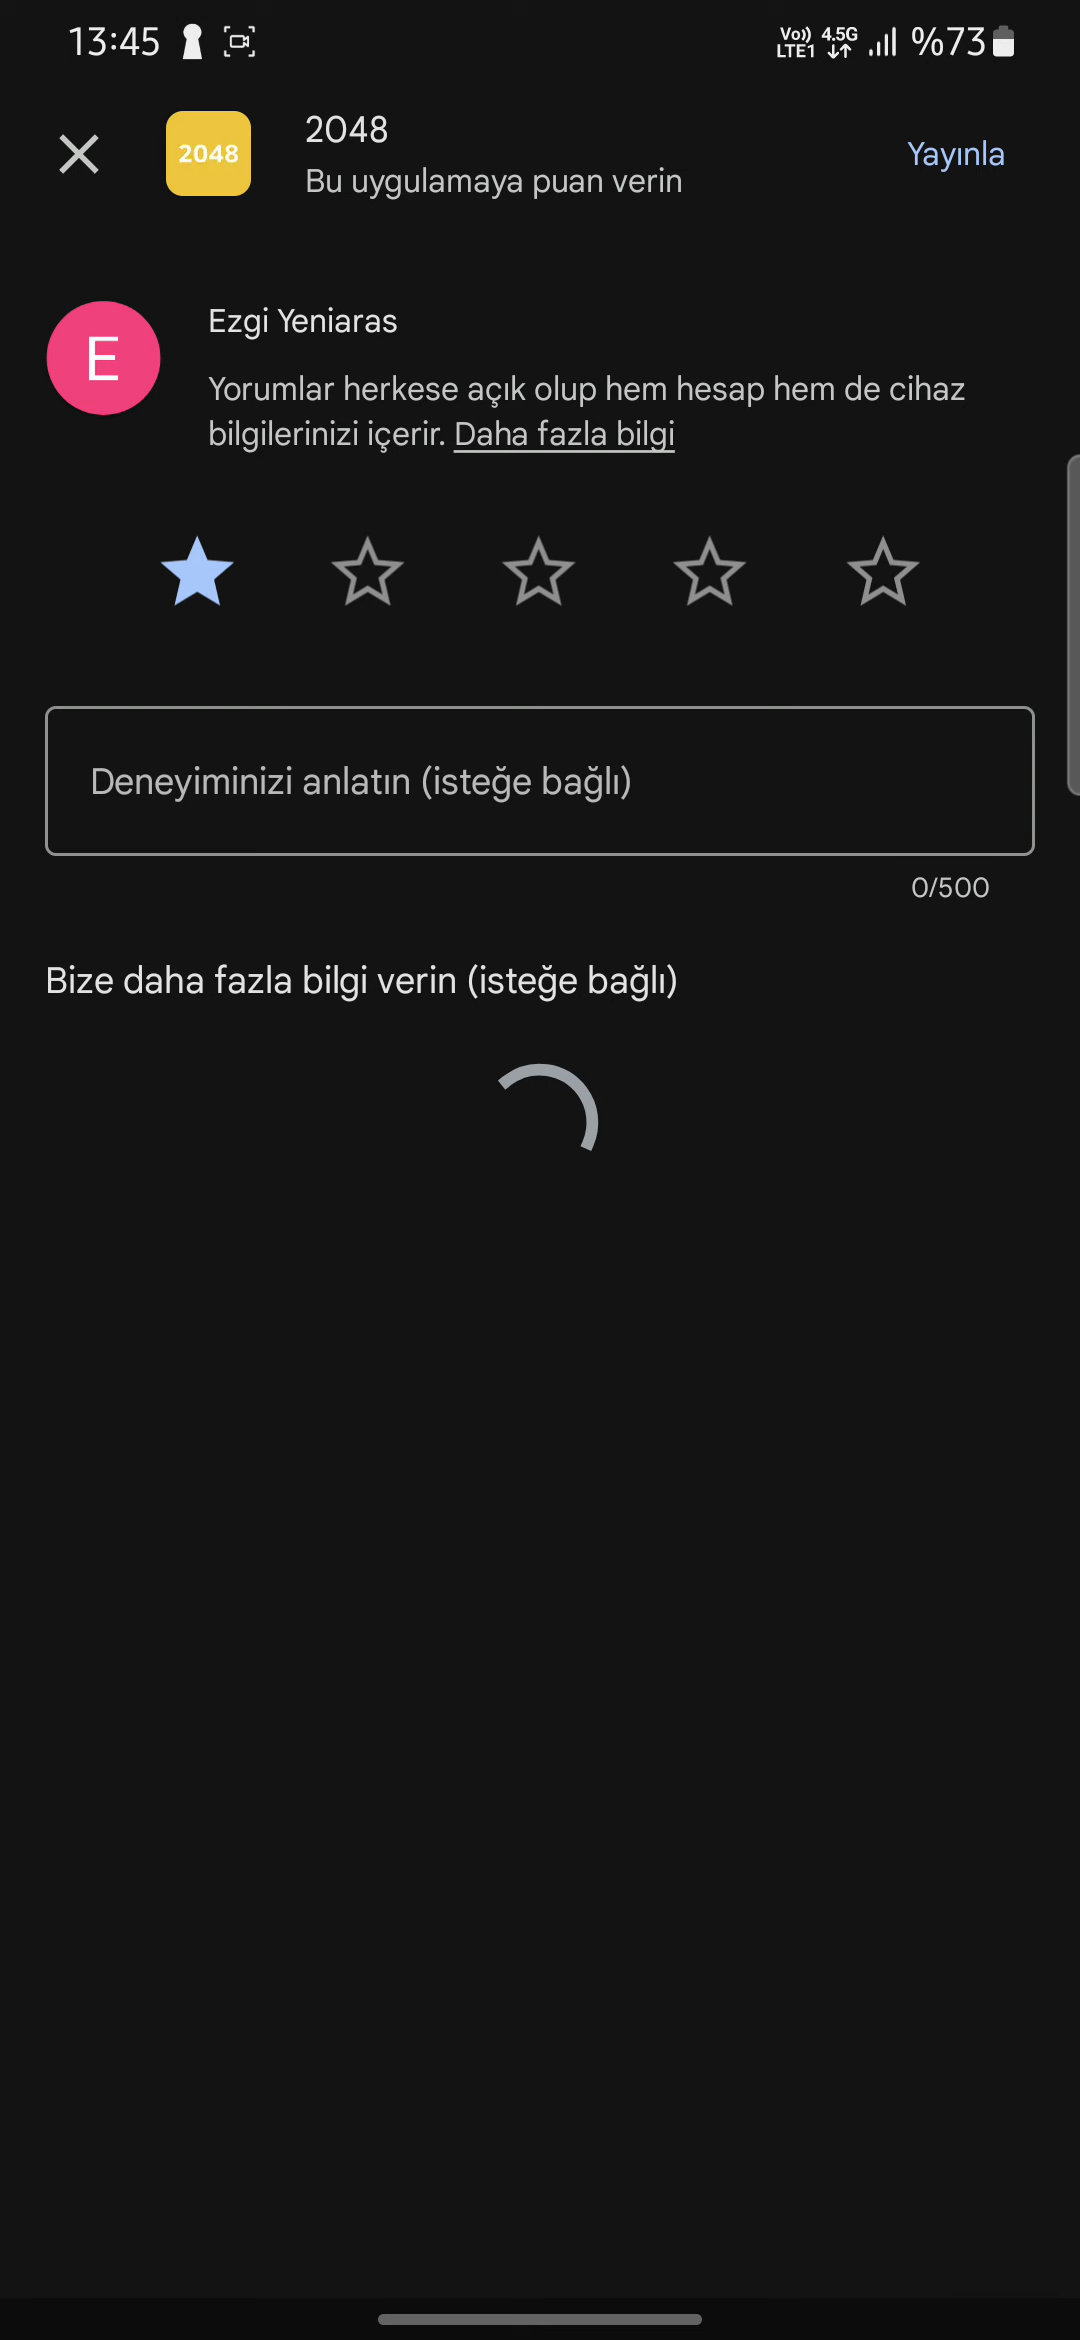 13:45
Vo)) 4.5G
LTE1
%73
2048
2048
Bu uygulamaya puan verin
Yayınla
E
Ezgi Yeniaras
Yorumlar herkese açık olup hem hesap hem de cihaz
bilgilerinizi içerir. Daha fazla bilgi
Deneyiminizi anlatın (isteğe bağlı)
0/500
Bize daha fazla bilgi verin (isteğe bağlı)